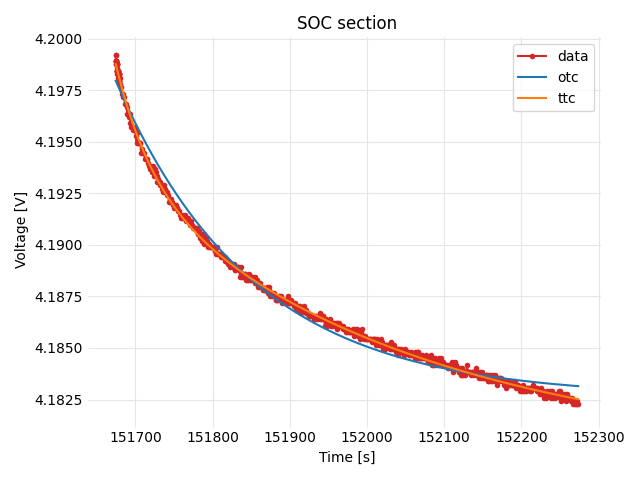 SOC section
data
otc
ttc
4.2000
4.1975
4.1950
4.1925
4.1900
4.1875
4.1850
4.1825
Voltage [V]
151700 151800 151900 152000 152100 152200 152300
Time [s]